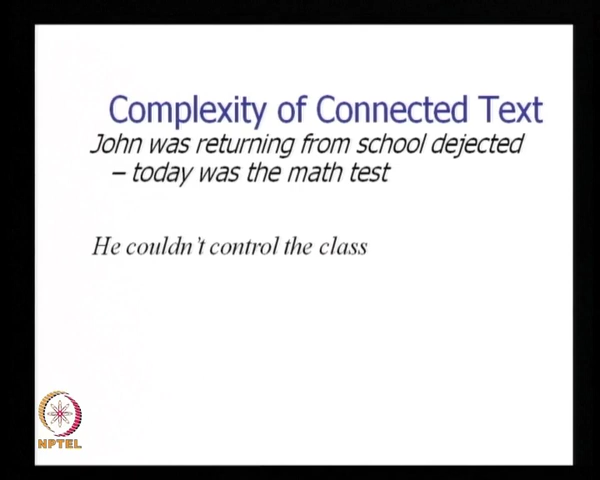 Complexity of Connected Text
John was returning from school dejected
– today was the math test
He couldn't control the class
NPTEL